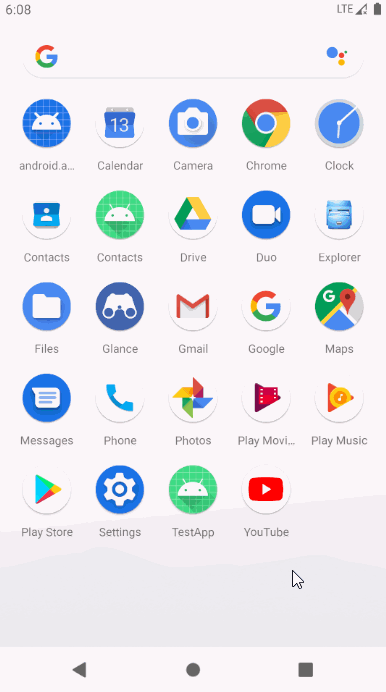 6:08 LTE
G
android.a... Calendar Camera Chrome Clock
13
Contacts Contacts Drive Duo Explorer
Files Glance Gmail Google Maps
Messages Phone Photos Play Movi... Play Music
Play Store Settings TestApp YouTube